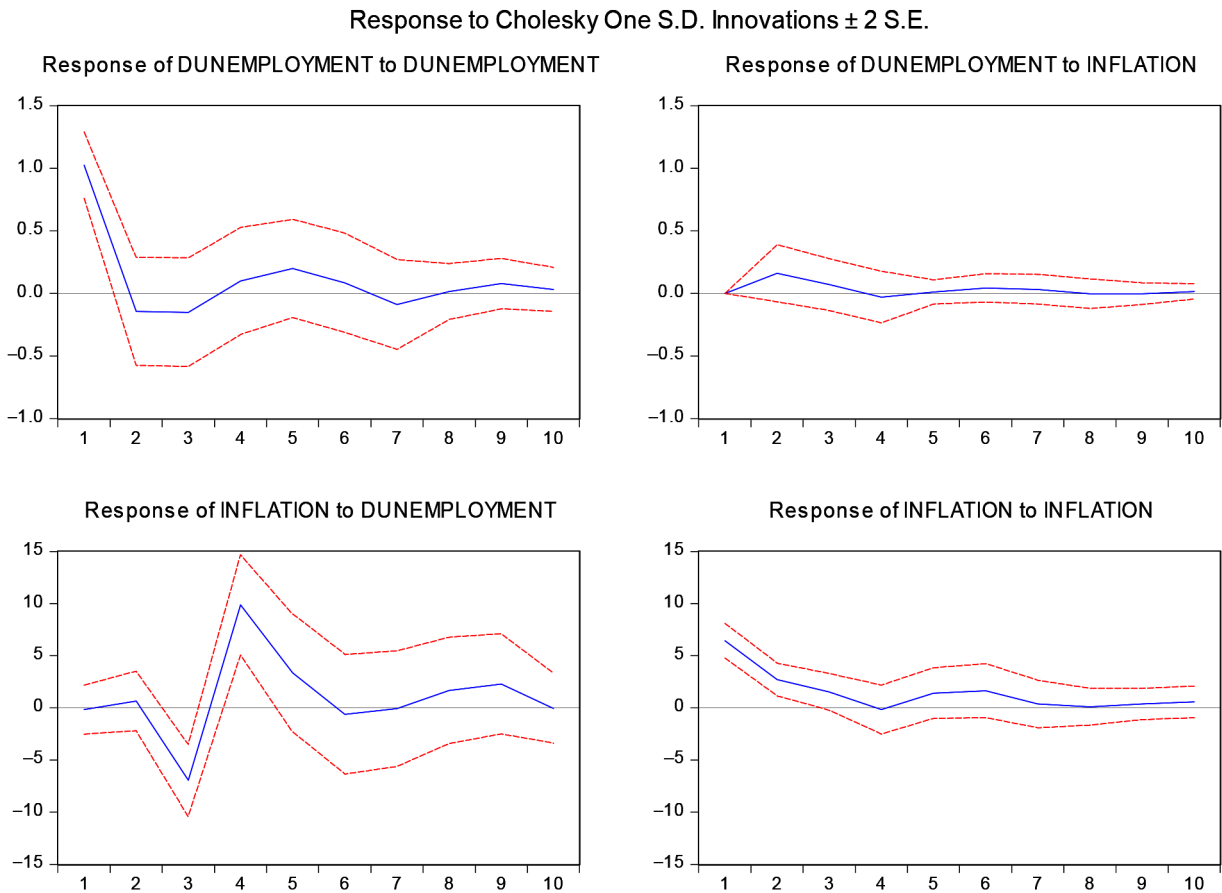 Response to Cholesky One S.D. Innovations ± 2 S.E.
Response of DUNEMPLOYMENT to DUNEMPLOYMENT
1.5
1.0
0.5
0.0
–0.5
–1.0
1 2 3 4 5 6 7 8 9 10
Response of DUNEMPLOYMENT to INFLATION
1.5
1.0
0.5
0.0
–0.5
–1.0
1 2 3 4 5 6 7 8 9 10
Response of INFLATION to DUNEMPLOYMENT
15
10
5
0
–5
–10
–15
1 2 3 4 5 6 7 8 9 10
Response of INFLATION to INFLATION
15
10
5
0
–5
–10
–15
1 2 3 4 5 6 7 8 9 10